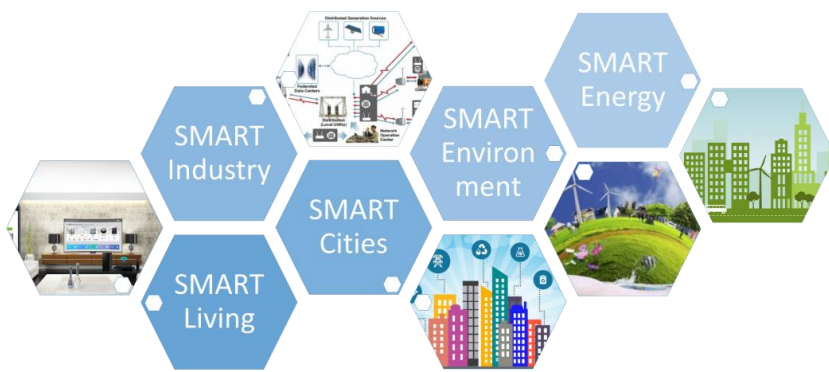 Distributed Generation Sources
Federated
Data Centers
Distribution
(Local Utility)
Network
Operation
Center
SMART
Industry
SMART
Living
SMART
Cities
SMART
Environ
ment
SMART
Energy